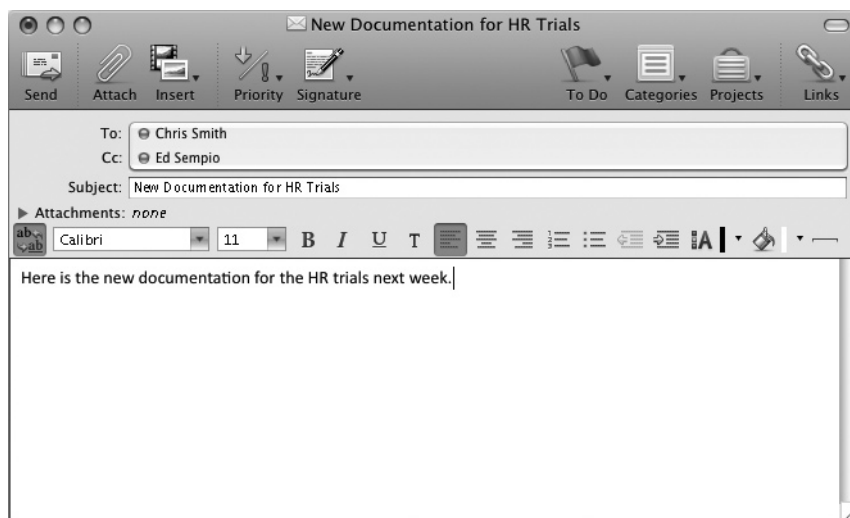 New Documentation for HR Trials
Send Attach Insert Priority Signature To Do Categories Projects Links
To: Chris Smith
Cc: Ed Sempio
Subject: New Documentation for HR Trials
Attachments: none
ab ab Calibri 11 B I U T A
Here is the new documentation for the HR trials next week.